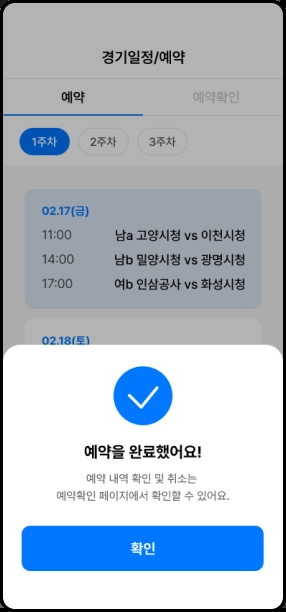 경기일정/예약
예약 예약확인
1주차 2주차 3주차
02.17(금)
11:00 남a 고양시청 vs 이천시청
14:00 남b 밀양시청 vs 광명시청
17:00 여b 인삼공사 vs 화성시청
02.18(토)
예약을 완료했어요!
예약 내역 확인 및 취소는
예약확인 페이지에서 확인할 수 있어요.
확인